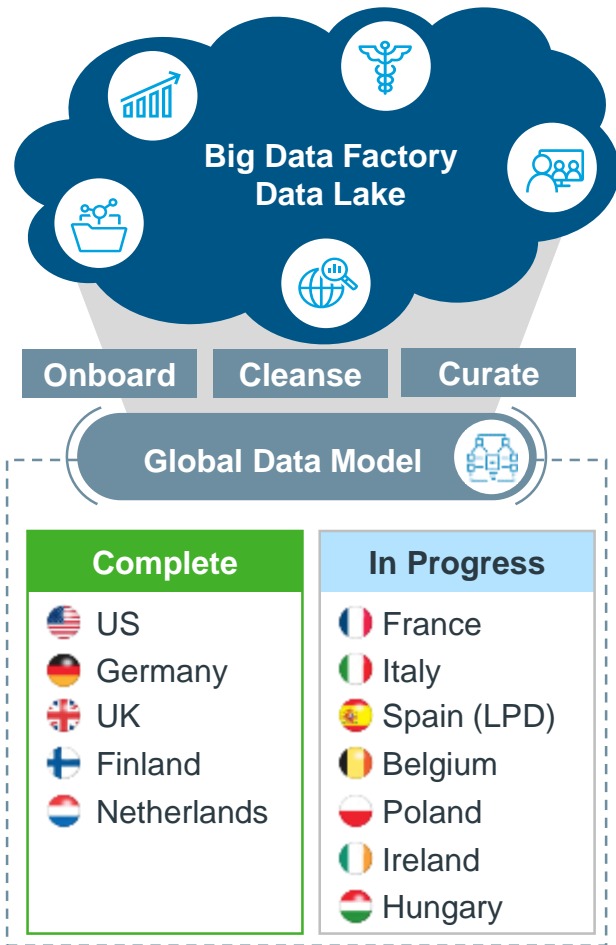 Big Data Factory
Data Lake
Onboard
Cleanse
Curate
Global Data Model
Complete
US
Germany
UK
Finland
Netherlands
In Progress
France
Italy
Spain (LPD)
Belgium
Poland
Ireland
Hungary